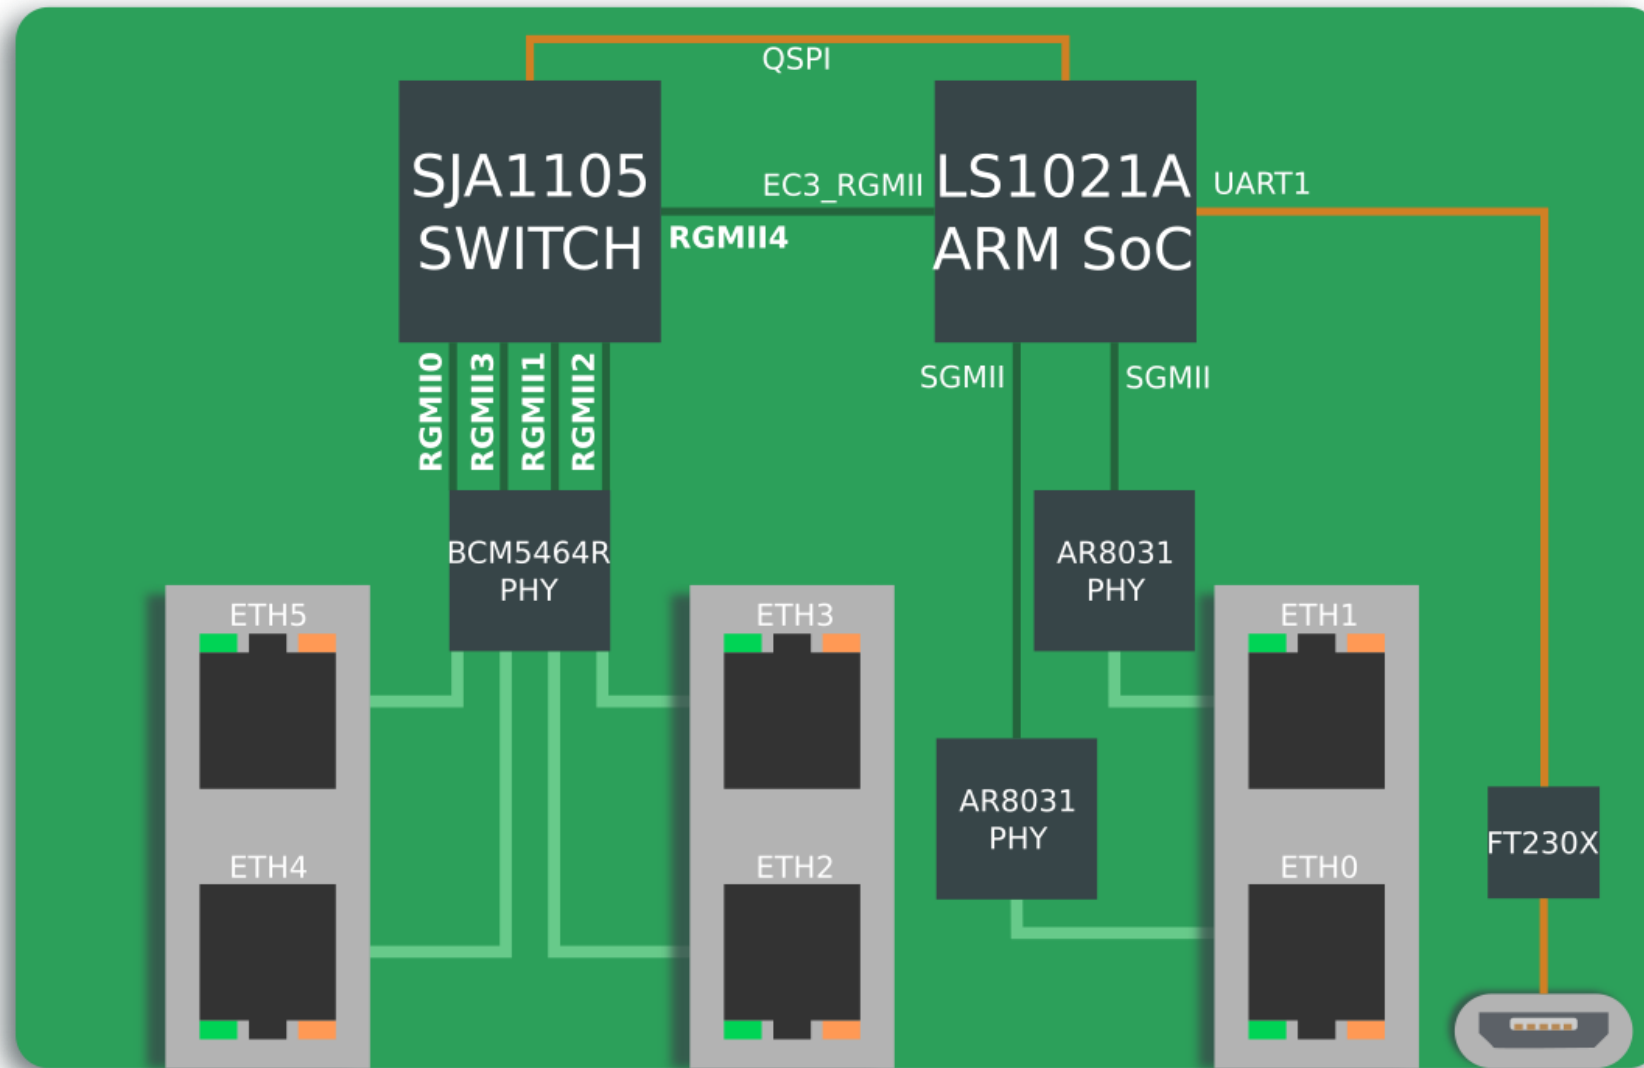 QSPI
SJA1105
SWITCH
EC3_RGMII
RGMII4
LS1021A
ARM SoC
UART1
RGMII0
RGMII3
RGMII1
RGMII2
SGMII
SGMII
BCM5464R
PHY
AR8031
PHY
ETH5
ETH3
ETH1
AR8031
PHY
FT230X
ETH4
ETH2
ETH0